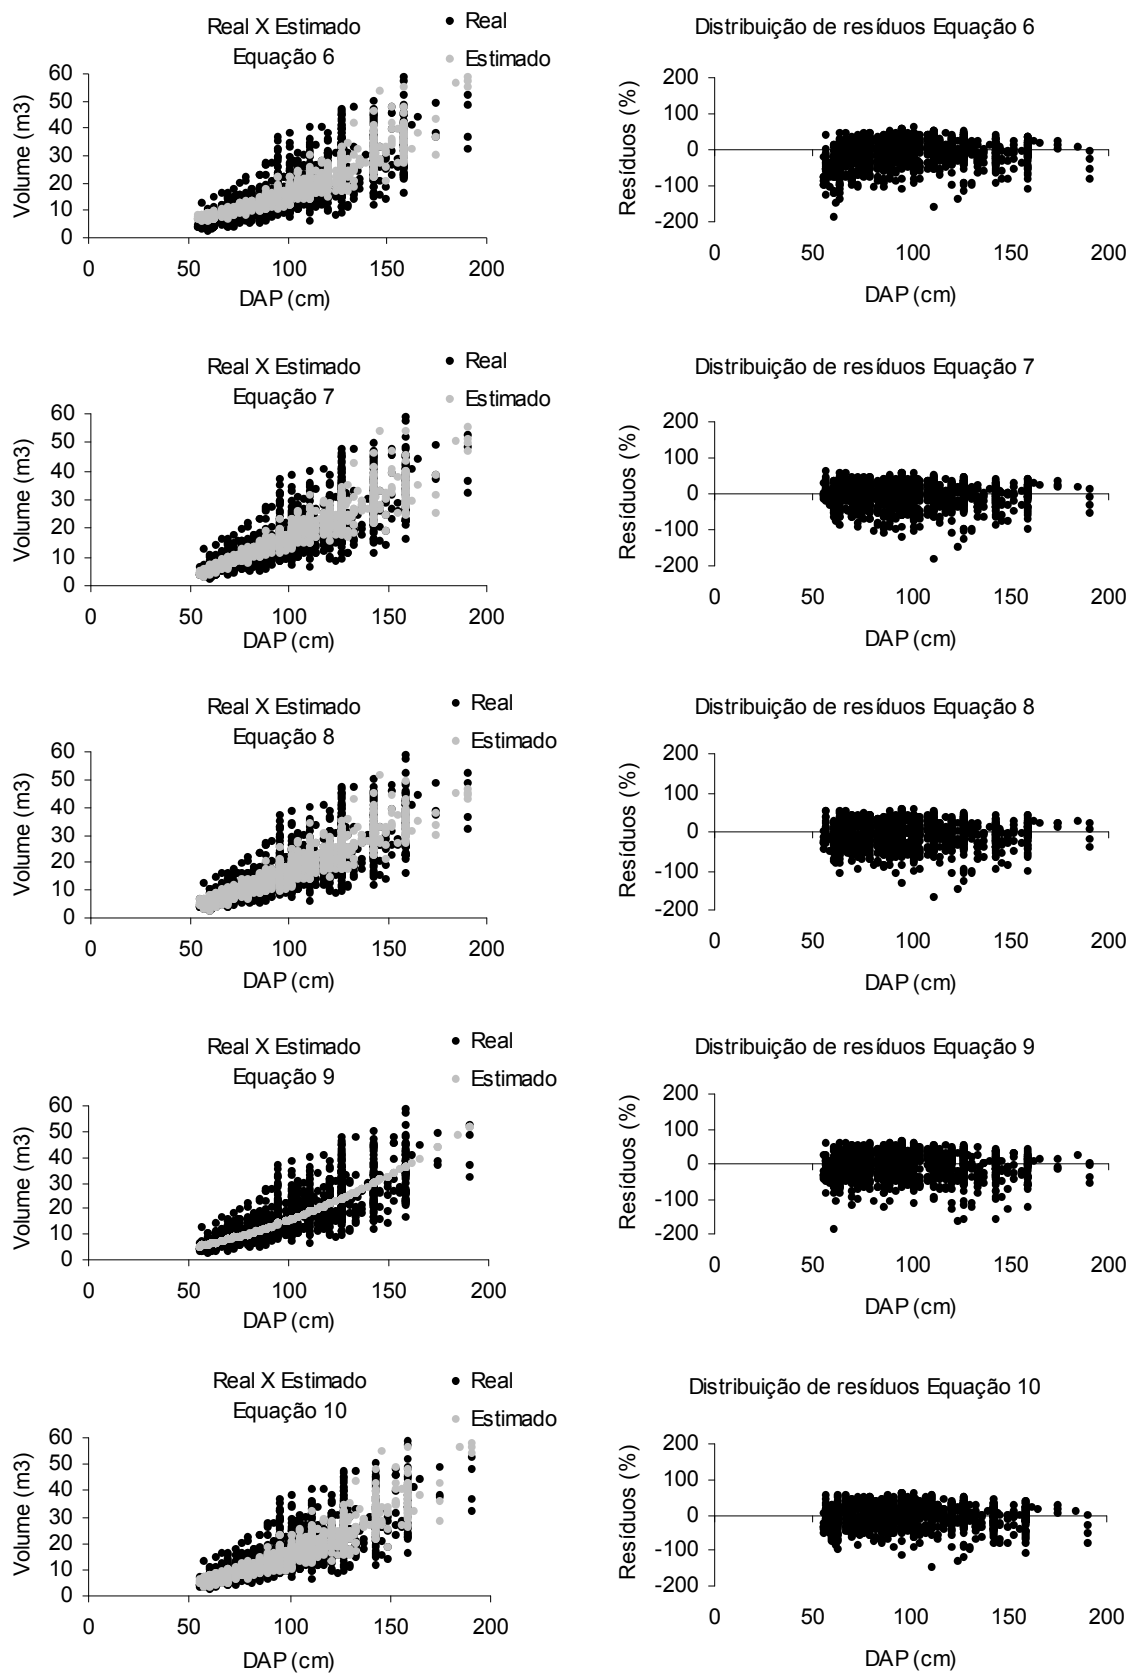 Real X Estimado
Equação 6
Real
Estimado
Volume (m3)
60
50
40
30
20
10
0
0 50 100 150 200
DAP (cm)
Distribuição de resíduos Equação 6
Resíduos (%)
200
100
0
-100
-200
0 50 100 150 200
DAP (cm)
Real X Estimado
Equação 7
Real
Estimado
Volume (m3)
60
50
40
30
20
10
0
0 50 100 150 200
DAP (cm)
Distribuição de resíduos Equação 7
Resíduos (%)
200
100
0
-100
-200
0 50 100 150 200
DAP (cm)
Real X Estimado
Equação 8
Real
Estimado
Volume (m3)
60
50
40
30
20
10
0
0 50 100 150 200
DAP (cm)
Distribuição de resíduos Equação 8
Resíduos (%)
200
100
0
-100
-200
0 50 100 150 200
DAP (cm)
Real X Estimado
Equação 9
Real
Estimado
Volume (m3)
60
50
40
30
20
10
0
0 50 100 150 200
DAP (cm)
Distribuição de resíduos Equação 9
Resíduos (%)
200
100
0
-100
-200
0 50 100 150 200
DAP (cm)
Real X Estimado
Equação 10
Real
Estimado
Volume (m3)
60
50
40
30
20
10
0
0 50 100 150 200
DAP (cm)
Distribuição de resíduos Equação 10
Resíduos (%)
200
100
0
-100
-200
0 50 100 150 200
DAP (cm)